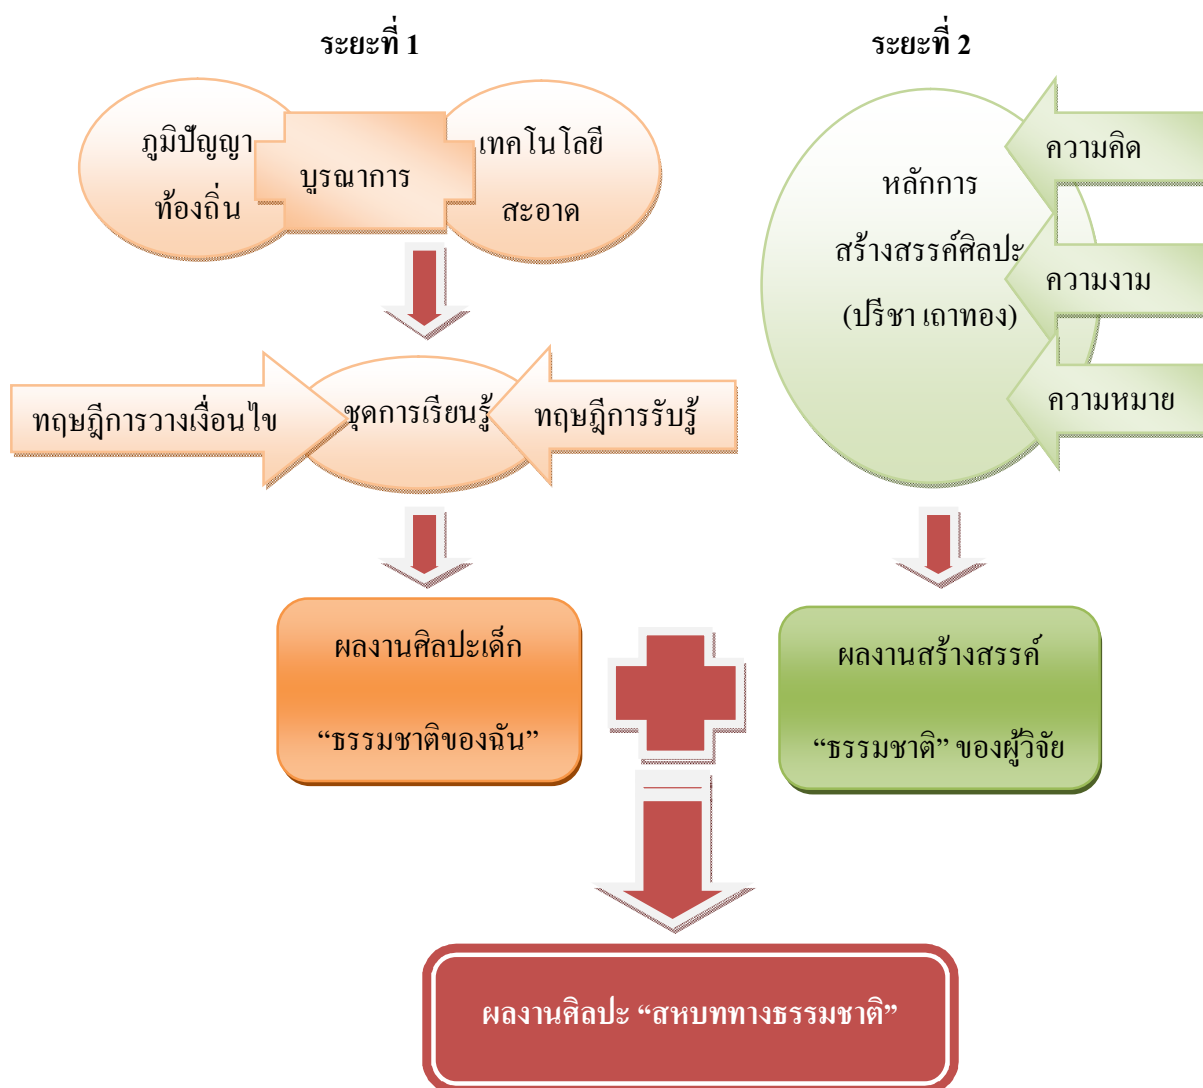 ระยะที่ 1
ภูมิปัญญา
ท้องถิ่น
บูรณาการ
เทคโนโลยี
สะอาด
ทฤษฎีการวางเงื่อนไข
ชุดการเรียนรู้
ทฤษฎีการรับรู้
ผลงานศิลปะเด็ก
“ธรรมชาติของฉัน”
ระยะที่ 2
หลักการ
สร้างสรรค์ศิลปะ
(ปรีชา เถาทอง)
ความคิด
ความงาม
ความหมาย
ผลงานสร้างสรรค์
“ธรรมชาติ” ของผู้วิจัย
ผลงานศิลปะ “สหบททางธรรมชาติ”